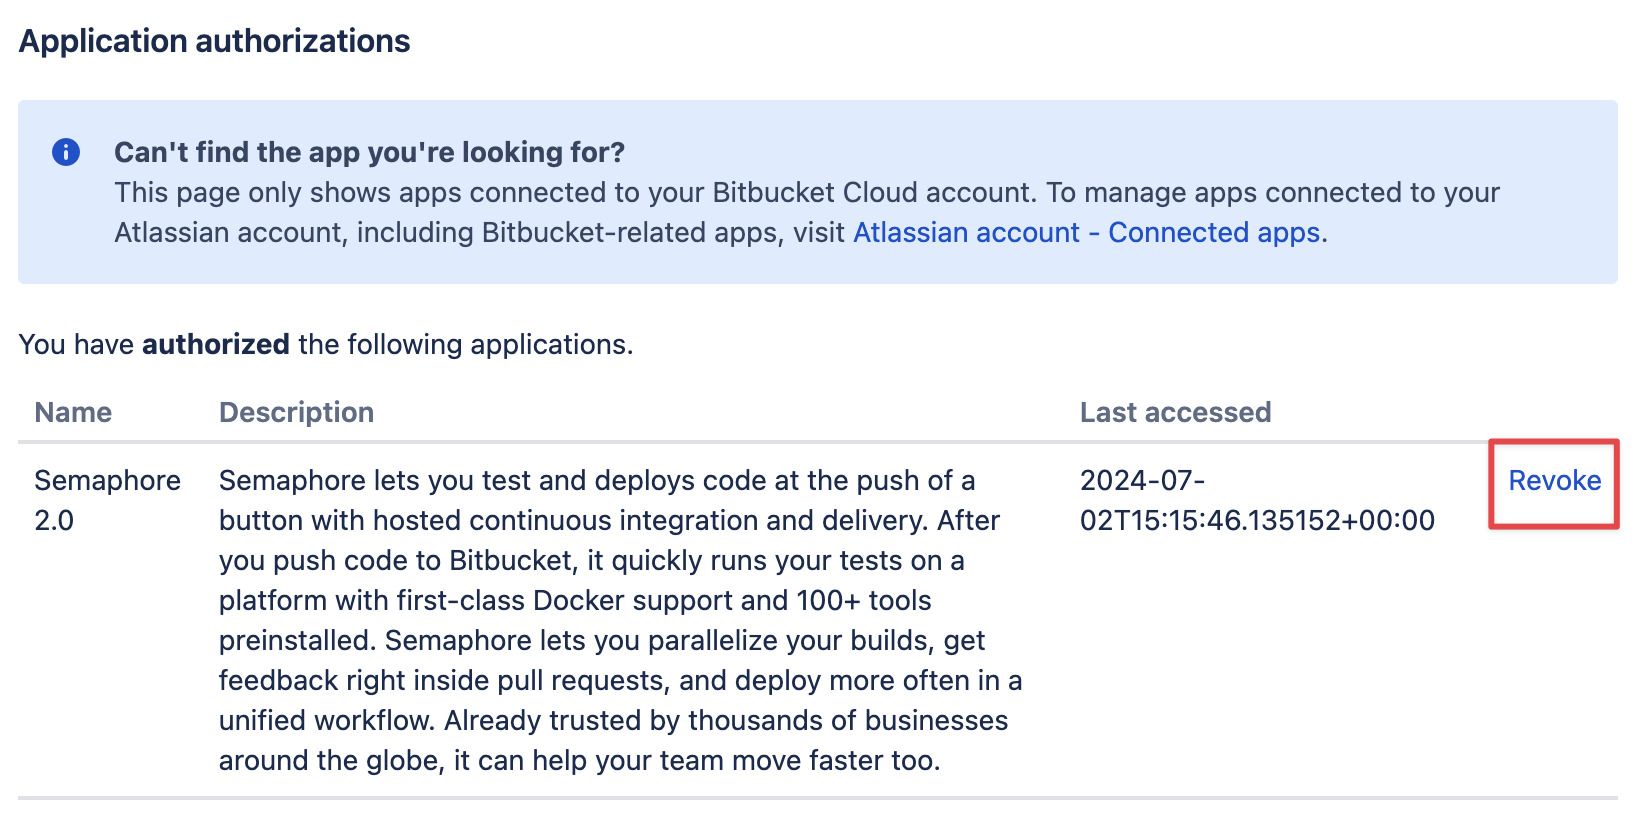 Application authorizations
Can't find the app you're looking for?
This page only shows apps connected to your Bitbucket Cloud account. To manage apps connected to your
Atlassian account, including Bitbucket-related apps, visit Atlassian account - Connected apps.
You have authorized the following applications.
Name Description Last accessed
Semaphore 2.0
Semaphore lets you test and deploys code at the push of a
button with hosted continuous integration and delivery. After
you push code to Bitbucket, it quickly runs your tests on a
platform with first-class Docker support and 100+ tools
preinstalled. Semaphore lets you parallelize your builds, get
feedback right inside pull requests, and deploy more often in a
unified workflow. Already trusted by thousands of businesses
around the globe, it can help your team move faster too.
2024-07-
02T15:15:46.135152+00:00
Revoke